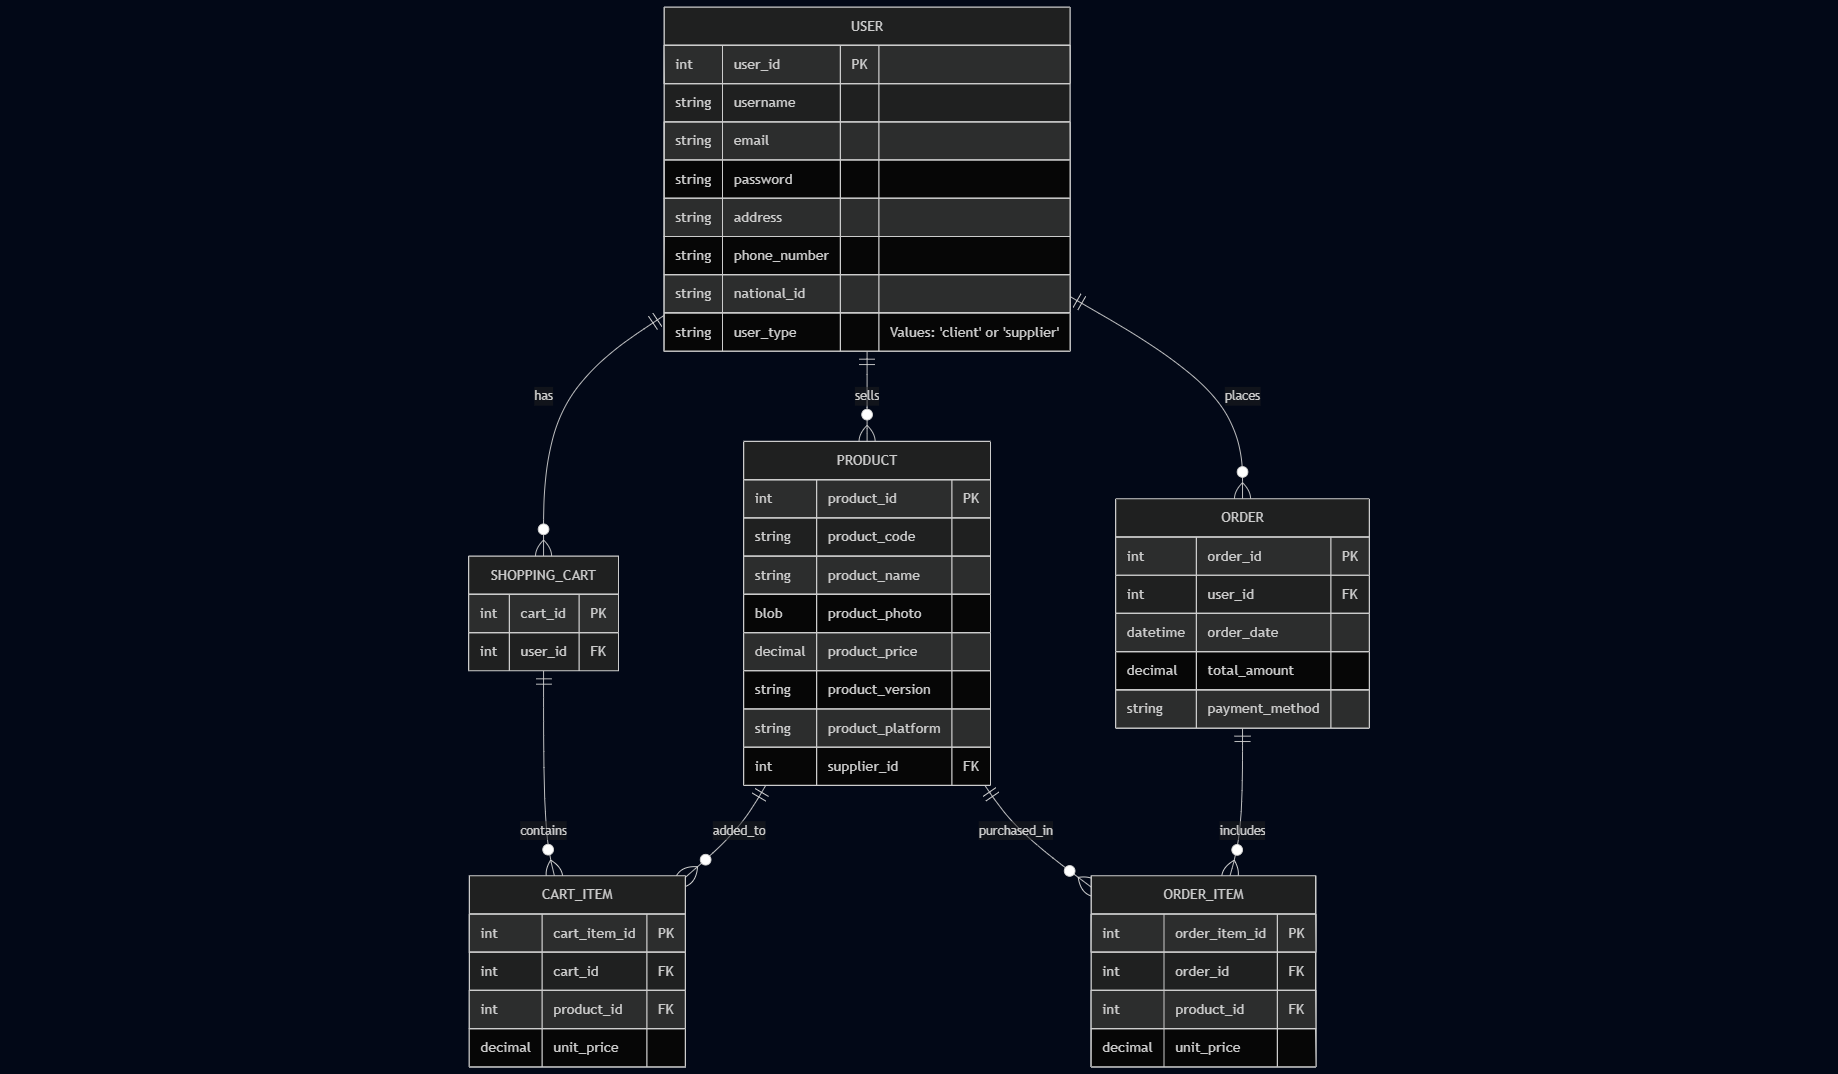 USER
int user_id PK
string username
string email
string password
string address
string phone_number
string national_id
string user_type Values: 'client' or 'supplier'
has
sells
places
PRODUCT
int product_id PK
string product_code
string product_name
blob product_photo
decimal product_price
string product_version
string product_platform
int supplier_id FK
ORDER
int order_id PK
int user_id FK
datetime order_date
decimal total_amount
string payment_method
SHOPPING_CART
int cart_id PK
int user_id FK
contains
added_to
purchased_in
includes
CART_ITEM
int cart_item_id PK
int cart_id FK
int product_id FK
decimal unit_price
ORDER_ITEM
int order_item_id PK
int order_id FK
int product_id FK
decimal unit_price